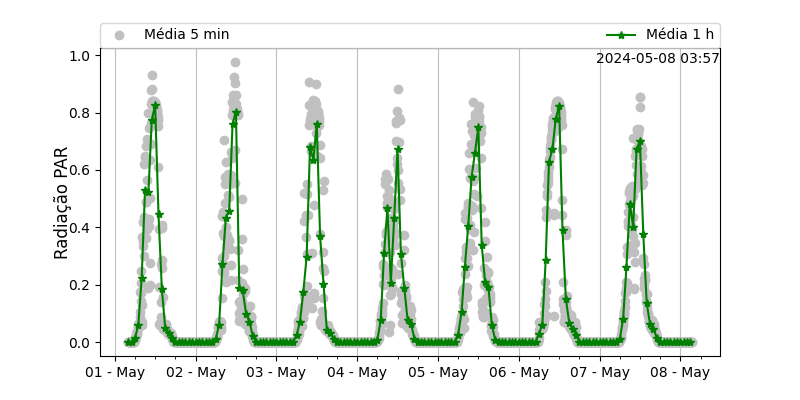 Média 5 min
Média 1 h
2024-05-08 03:57
Radiação PAR
1.0
0.8
0.6
0.4
0.2
0.0
01 - May
02 - May
03 - May
04 - May
05 - May
06 - May
07 - May
08 - May